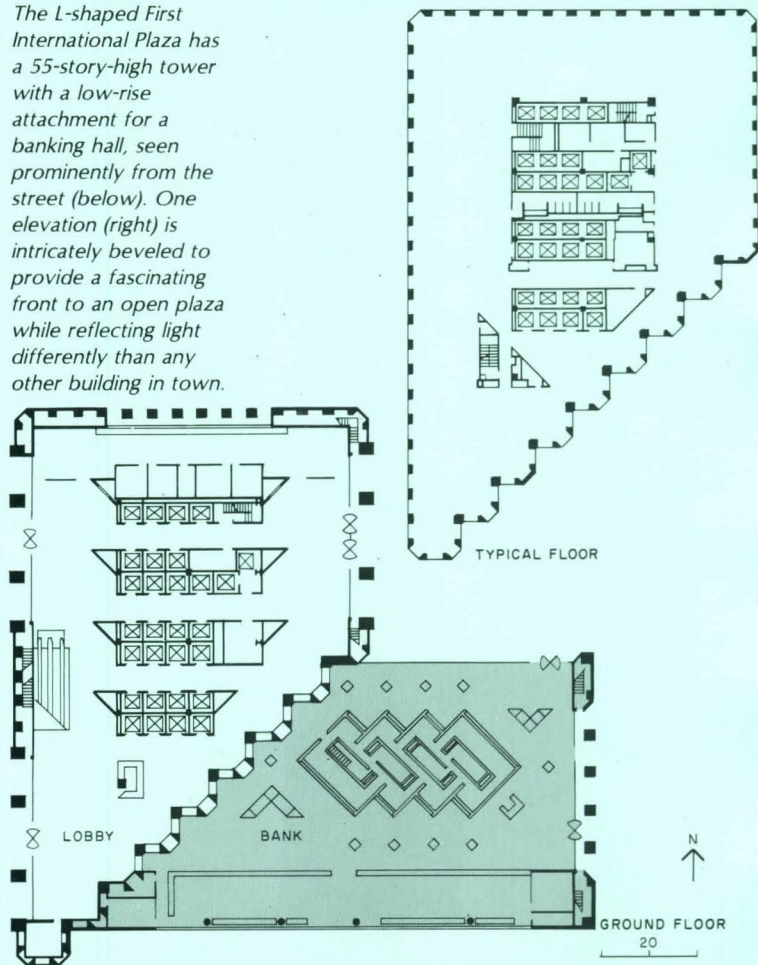 The L-shaped First
International Plaza has
a 55-story-high tower
with a low-rise
attachment for a
banking hall, seen
prominently from the
street (below). One
elevation (right) is
intricately beveled to
provide a fascinating
front to an open plaza
while reflecting light
differently than any
other building in town.
TYPICAL FLOOR
LOBBY
BANK
N
GROUND FLOOR
20